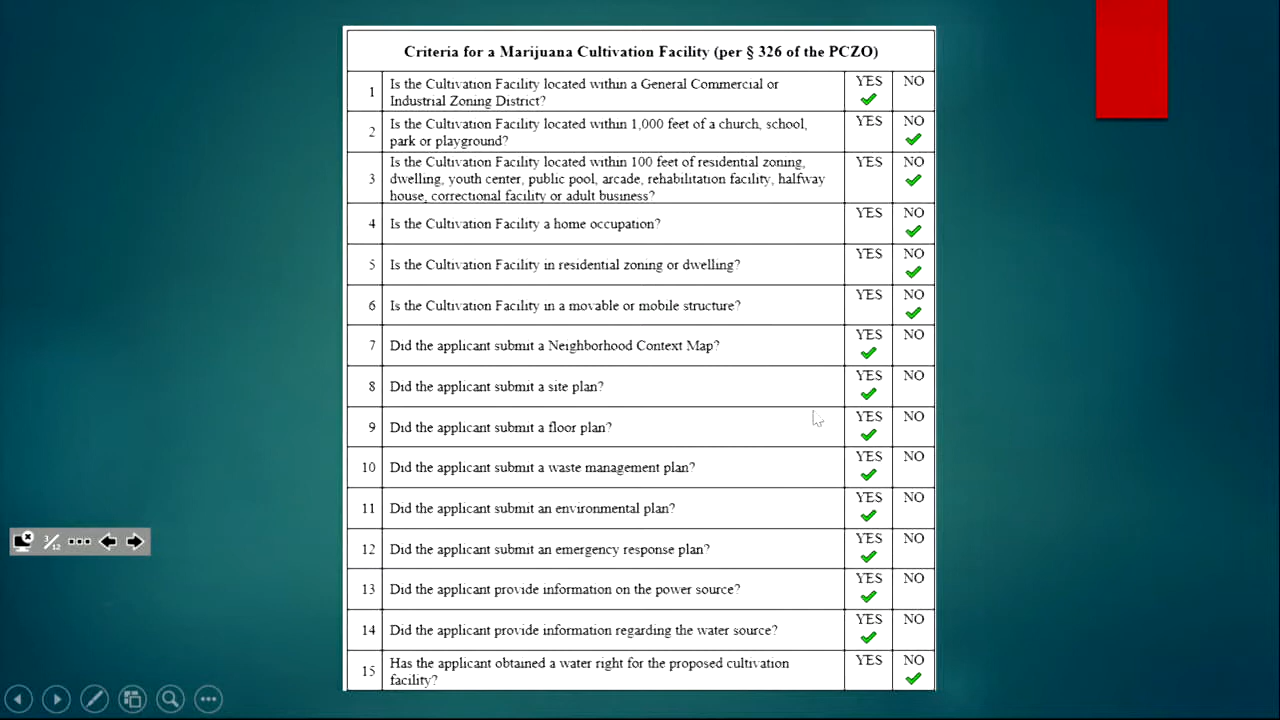 Criteria for a Marijuana Cultivation Facility (per § 326 of the PCZO)
1 Is the Cultivation Facility located within a General Commercial or Industrial Zoning District? YES NO
2 Is the Cultivation Facility located within 1,000 feet of a church, school, park or playground? YES NO
3 Is the Cultivation Facility located within 100 feet of residential zoning, dwelling, youth center, public pool, arcade, rehabilitation facility, halfway house, correctional facility or adult business? YES NO
4 Is the Cultivation Facility a home occupation? YES NO
5 Is the Cultivation Facility in residential zoning or dwelling? YES NO
6 Is the Cultivation Facility in a movable or mobile structure? YES NO
7 Did the applicant submit a Neighborhood Context Map? YES NO
8 Did the applicant submit a site plan? YES NO
9 Did the applicant submit a floor plan? YES NO
10 Did the applicant submit a waste management plan? YES NO
11 Did the applicant submit an environmental plan? YES NO
12 Did the applicant submit an emergency response plan? YES NO
13 Did the applicant provide information on the power source? YES NO
14 Did the applicant provide information regarding the water source? YES NO
15 Has the applicant obtained a water right for the proposed cultivation facility? YES NO
3/12